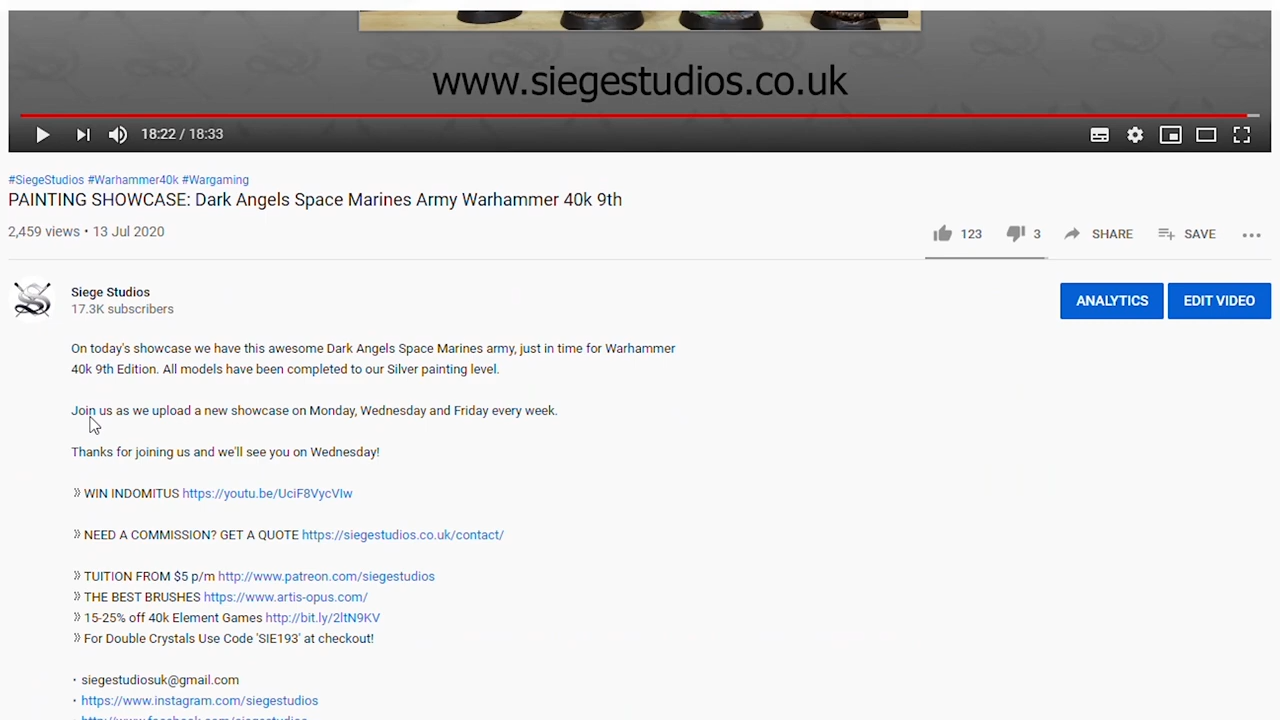 www.siegestudios.co.uk
18:22 / 18:33
#SiegeStudios #Warhammer40k #Wargaming
PAINTING SHOWCASE: Dark Angels Space Marines Army Warhammer 40k 9th
2,459 views • 13 Jul 2020
123 3 SHARE SAVE
Siege Studios
17.3K subscribers
ANALYTICS EDIT VIDEO
On today's showcase we have this awesome Dark Angels Space Marines army, just in time for Warhammer
40k 9th Edition. All models have been completed to our Silver painting level.
Join us as we upload a new showcase on Monday, Wednesday and Friday every week.
Thanks for joining us and we'll see you on Wednesday!
⟫ WIN INDOMITUS https://youtu.be/UciF8VycVIw
⟫ NEED A COMMISSION? GET A QUOTE https://siegestudios.co.uk/contact/
⟫ TUITION FROM $5 p/m http://www.patreon.com/siegestudios
⟫ THE BEST BRUSHES https://www.artis-opus.com/
⟫ 15-25% off 40k Element Games http://bit.ly/2ltN9KV
⟫ For Double Crystals Use Code 'SIE193' at checkout!
· siegestudiosuk@gmail.com
· https://www.instagram.com/siegestudios
· http://www.facebook.com/siegestudios